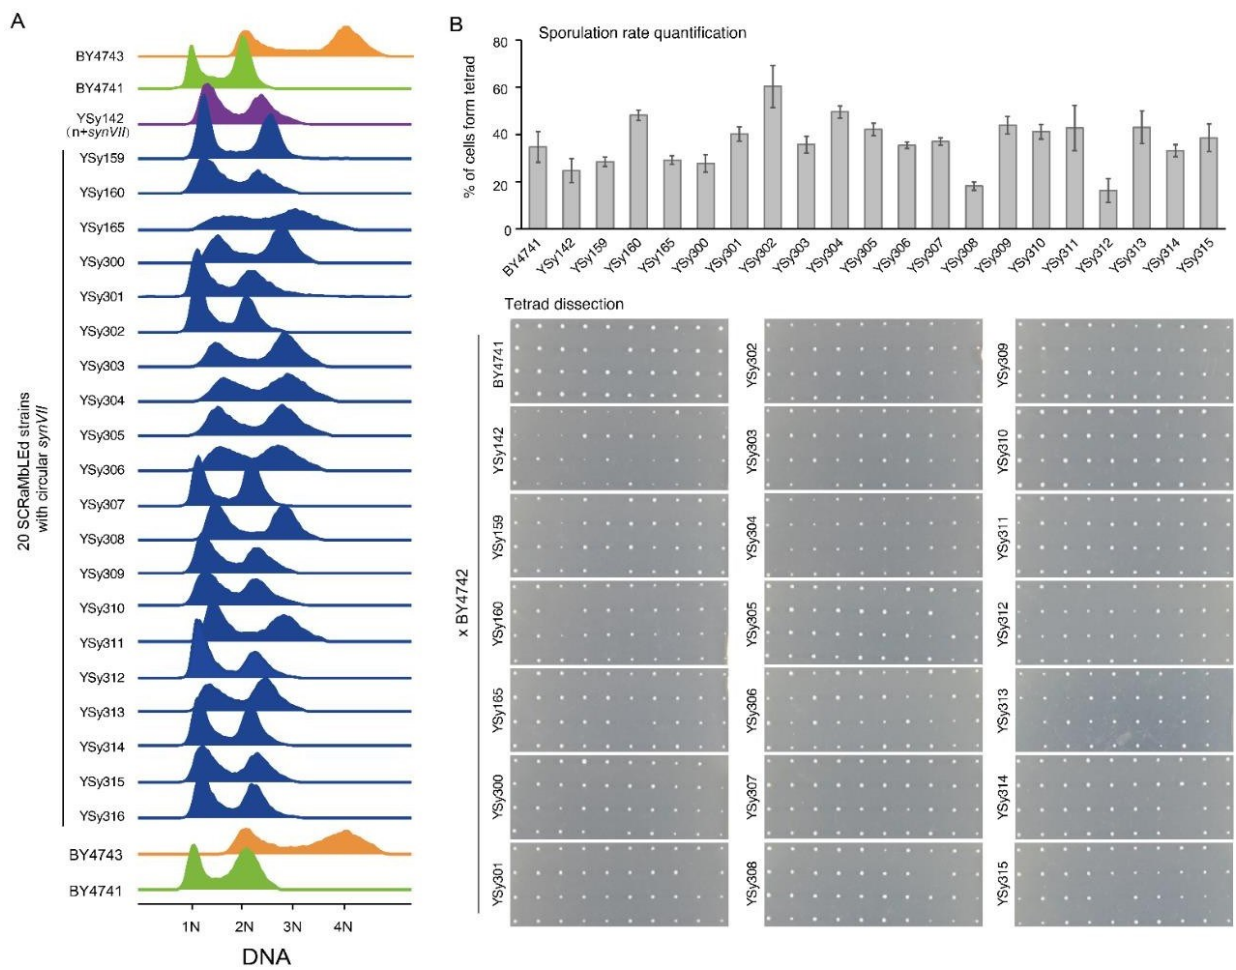 A
BY4743
BY4741
YSy142
(n+synVII)
YSy159
YSy160
YSy165
YSy300
YSy301
YSy302
YSy303
YSy304
YSy305
YSy306
YSy307
YSy308
YSy309
YSy310
YSy311
YSy312
YSy313
YSy314
YSy315
YSy316
BY4743
BY4741
20 SCRaMbLEd strains
with circular synVII
1N 2N 3N 4N
DNA
B
Sporulation rate quantification
% of cells form tetrad
80
60
40
20
0
BY4741 YSy142 YSy159 YSy160 YSy165 YSy300 YSy301 YSy302 YSy303 YSy304 YSy305 YSy306 YSy307 YSy308 YSy309 YSy310 YSy311 YSy312 YSy313 YSy314 YSy315
Tetrad dissection
x BY4742
BY4741
YSy142
YSy159
YSy160
YSy165
YSy300
YSy301
YSy302
YSy303
YSy304
YSy305
YSy306
YSy307
YSy308
YSy309
YSy310
YSy311
YSy312
YSy313
YSy314
YSy315